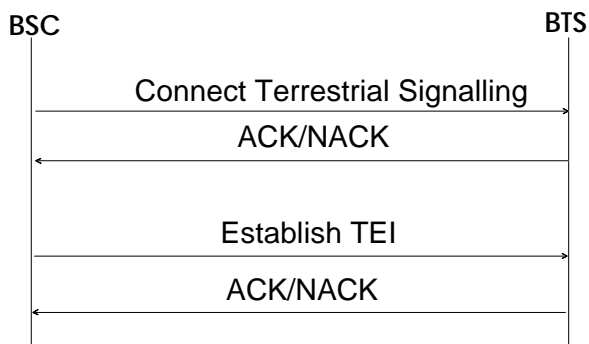 BSC BTS
Connect Terrestrial Signalling
ACK/NACK
Establish TEI
ACK/NACK